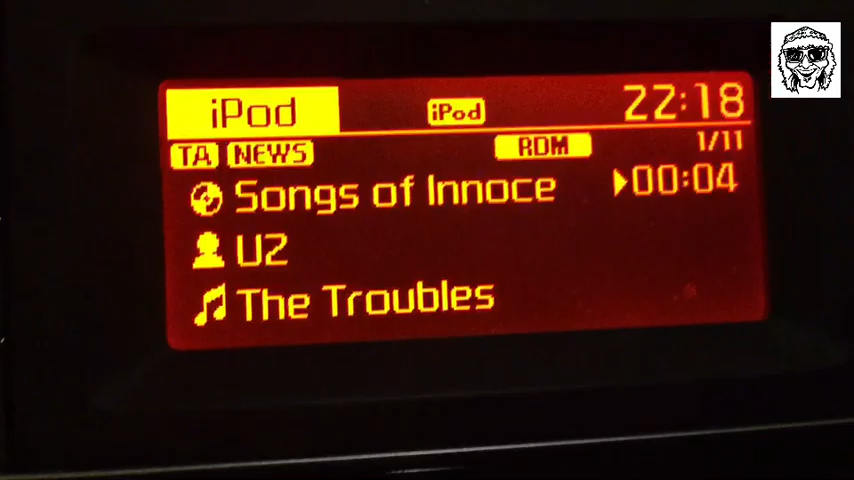 iPod iPod 22:18
TA NEWS RDM 1/11
Songs of Innoce 00:04
U2
The Troubles